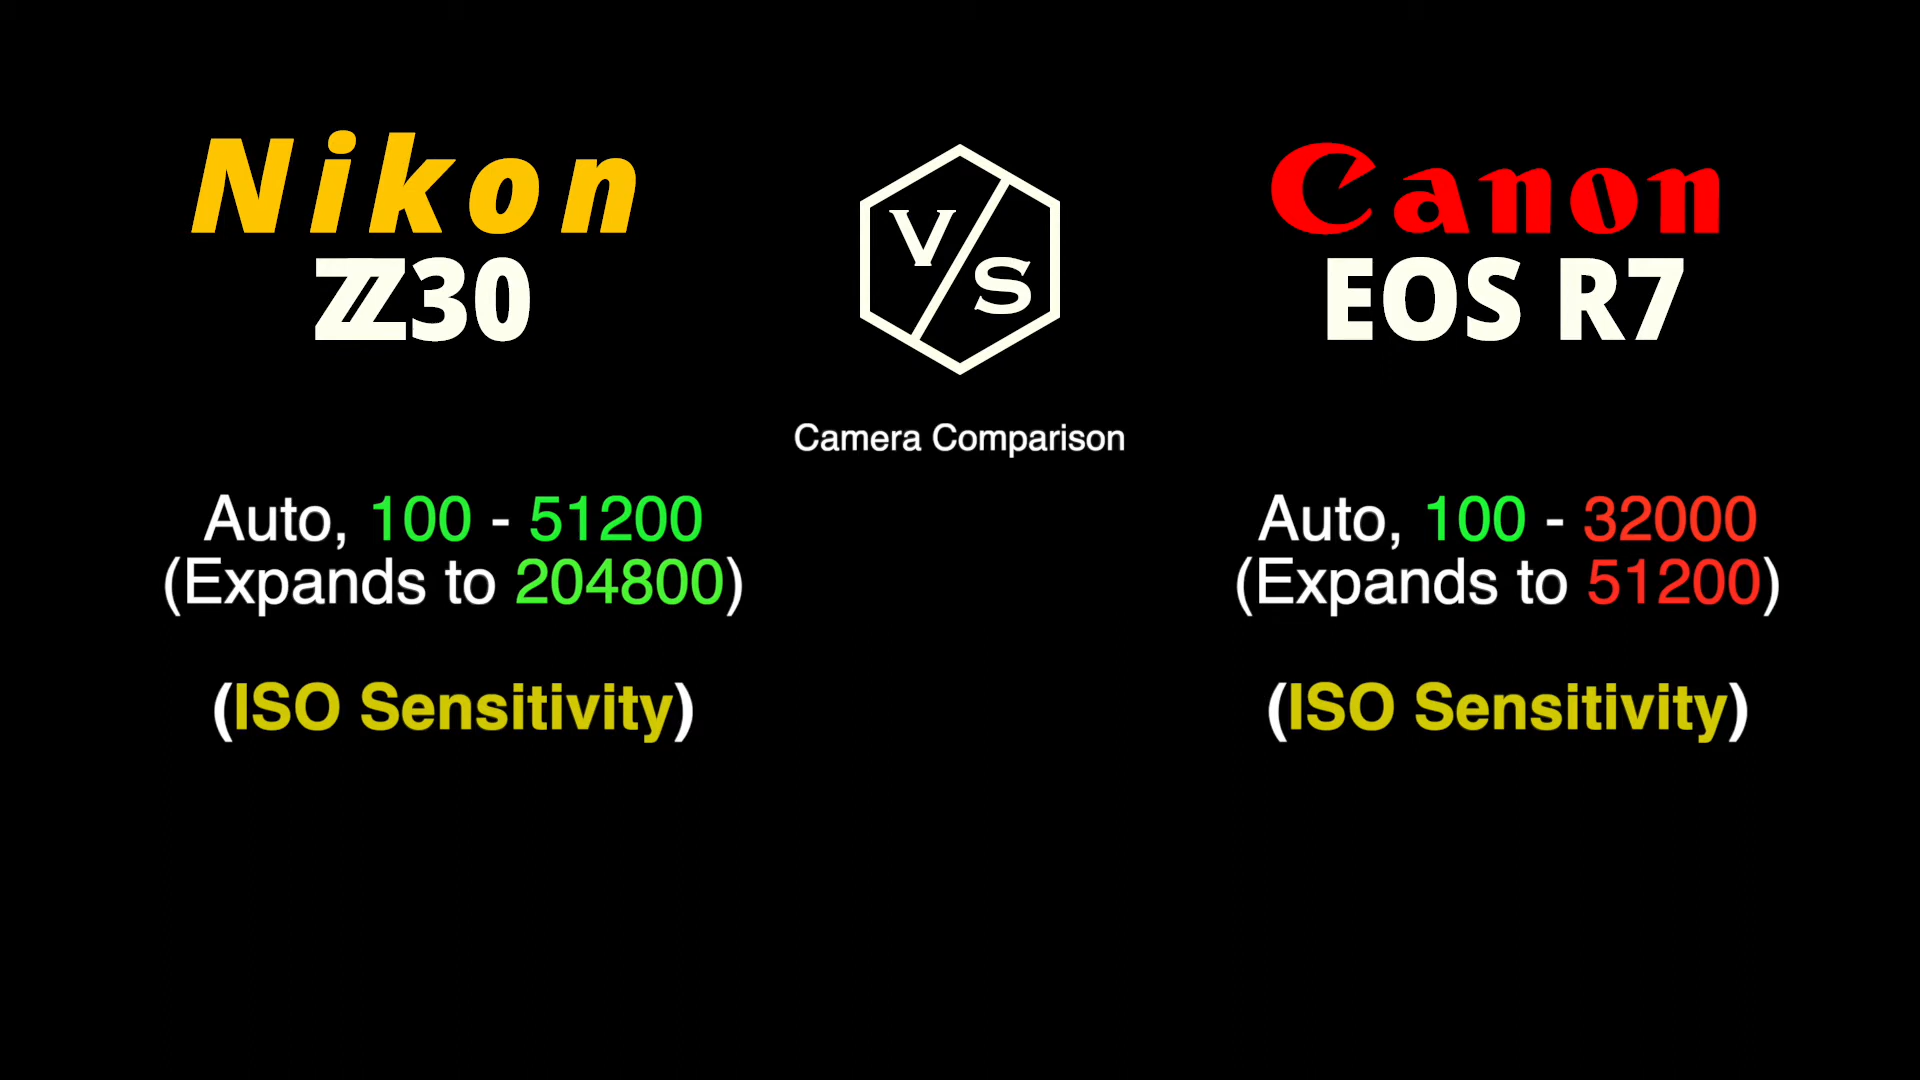 Nikon
Z30
VS
Canon
EOS R7
Camera Comparison
Auto, 100 - 51200
(Expands to 204800)
(ISO Sensitivity)
Auto, 100 - 32000
(Expands to 51200)
(ISO Sensitivity)